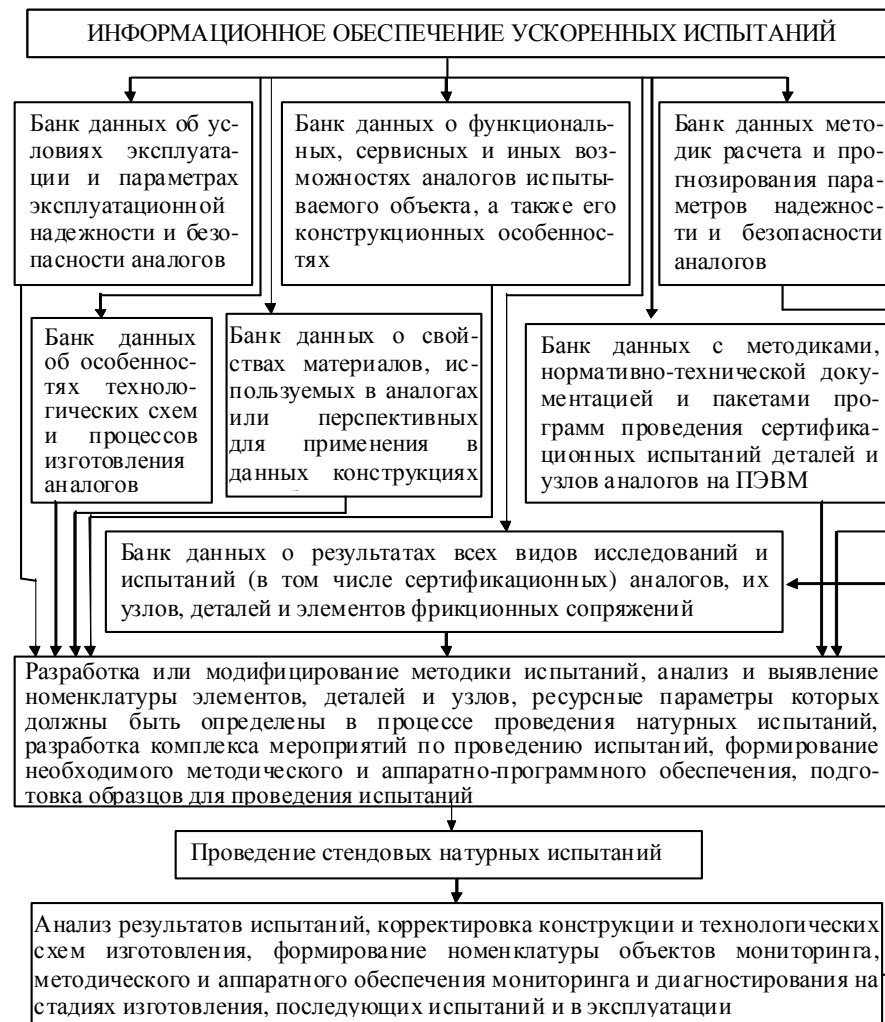 ИНФОРМАЦИОННОЕ ОБЕСПЕЧЕНИЕ УСКОРЕННЫХ ИСПЫТАНИЙ
Банк данных об ус-
ловиях эксплуата-
ции и параметрах
эксплуатационной
надежности и безо-
пасности аналогов
Банк данных о функциональ-
ных, сервисных и иных воз-
можностях аналогов испыты-
ваемого объекта, а также его
конструкционных особеннос-
тях
Банк данных мето-
дик расчета и про-
гнозирования пара-
метров надежнос-
ти и безопасности
аналогов
Банк данных
об особеннос-
тях техноло-
гических схем
и процессов
изготовления
аналогов
Банк данных о свой-
ствах материалов, ис-
пользуемых в аналогах
или перспективных
для применения в
данных конструкциях
Банк данных с методиками,
нормативно-технической доку-
ментацией и пакетами про-
грамм проведения сертифика-
ционных испытаний деталей и
узлов аналогов на ПЭВМ
Банк данных о результатах всех видов исследований и
испытаний (в том числе сертификационных) аналогов, их
узлов, деталей и элементов фрикционных сопряжений
Разработка или модифицирование методики испытаний, анализ и выявление
номенклатуры элементов, деталей и узлов, ресурсные параметры которых
должны быть определены в процессе проведения натурных испытаний,
разработка комплекса мероприятий по проведению испытаний, формирование
необходимого методического и аппаратно-программного обеспечения, подго-
товка образцов для проведения испытаний
Проведение стендовых натурных испытаний
Анализ результатов испытаний, корректировка конструкции и технологических
схем изготовления, формирование номенклатуры объектов мониторинга,
методического и аппаратного обеспечения мониторинга и диагностирования на
стадиях изготовления, последующих испытаний и в эксплуатации